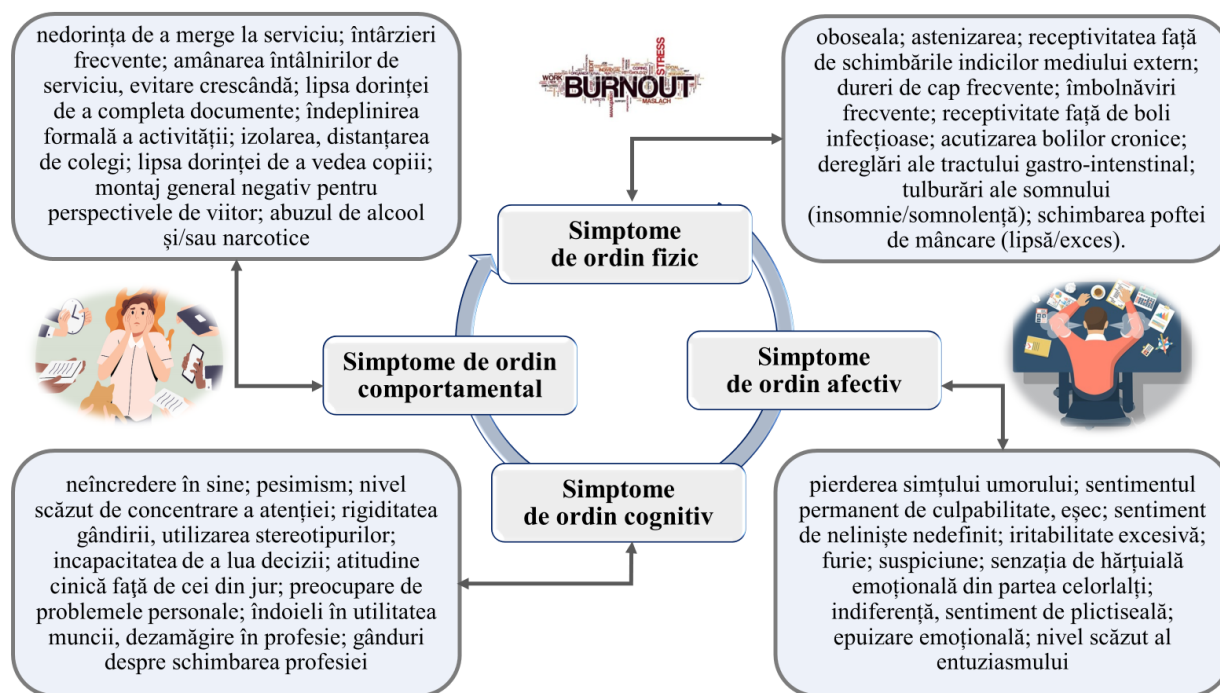 nedorința de a merge la serviciu; întârzieri
frecvente; amânarea întâlnirilor de
serviciu, evitare crescândă; lipsa dorinței
de a completa documente; îndeplinirea
formală a activității; izolarea, distanțarea
de colegi; lipsa dorinței de a vedea copiii;
montaj general negativ pentru
perspectivele de viitor; abuzul de alcool
și/sau narcotice
BURNOUT
STRESS
WORK
MASLACH
oboseala; astenizarea; receptivitatea față
de schimbările indicilor mediului extern;
dureri de cap frecvente; îmbolnăviri
frecvente; receptivitate față de boli
infecțioase; acutizarea bolilor cronice;
dereglări ale tractului gastro-intenstinal;
tulburări ale somnului
(insomnie/somnolență); schimbarea poftei
de mâncare (lipsă/exces).
Simptome
de ordin fizic
Simptome de ordin
comportamental
Simptome
de ordin afectiv
Simptome
de ordin cognitiv
neîncredere în sine; pesimism; nivel
scăzut de concentrare a atenției; rigiditatea
gândirii, utilizarea stereotipurilor;
incapacitatea de a lua decizii; atitudine
cinică faţă de cei din jur; preocupare de
problemele personale; îndoieli în utilitatea
muncii, dezamăgire în profesie; gânduri
despre schimbarea profesiei
pierderea simțului umorului; sentimentul
permanent de culpabilitate, eșec; sentiment
de neliniște nedefinit; iritabilitate excesivă;
furie; suspiciune; senzația de hărțuială
emoțională din partea celorlalți;
indiferență, sentiment de plictiseală;
epuizare emoțională; nivel scăzut al
entuziasmului